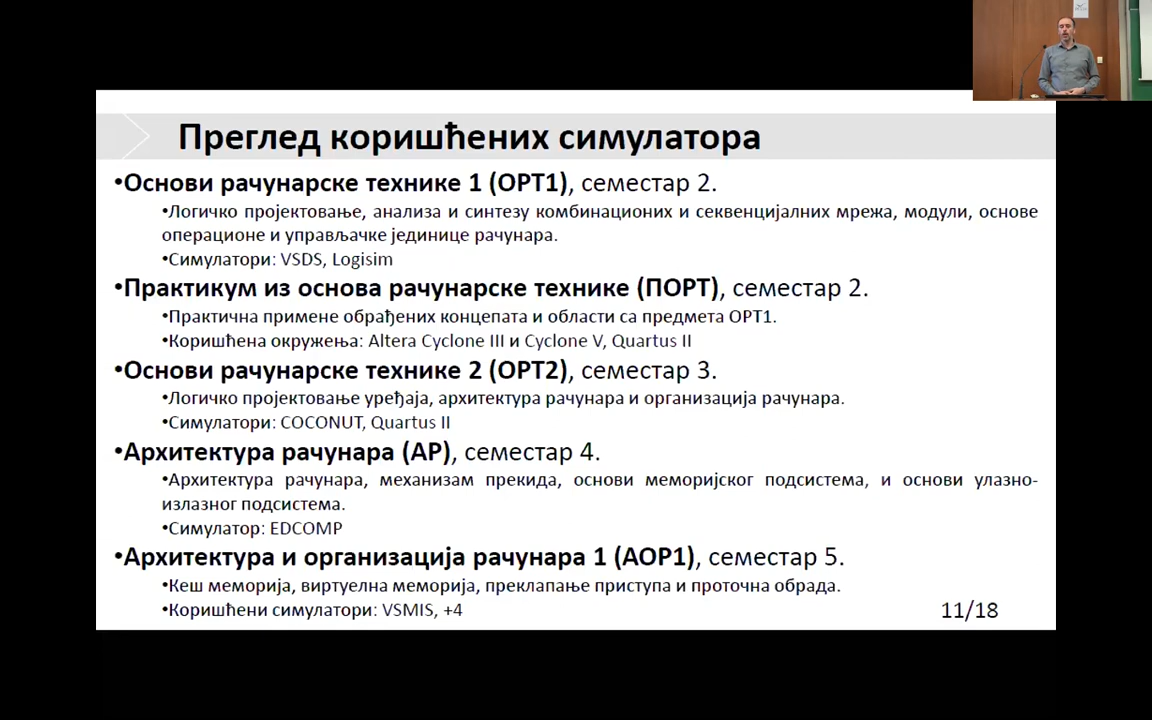 Преглед коришћених симулатора
•Основи рачунарске технике 1 (ОРТ1), семестар 2.
•Логичко пројектовање, анализа и синтезу комбинационих и секвенцијалних мрежа, модули, основе
операционе и управљачке јединице рачунара.
•Симулатори: VSDS, Logisim
•Практикум из основа рачунарске технике (ПОРТ), семестар 2.
•Практична примене обрађених концепата и области са предмета ОРТ1.
•Коришћена окружења: Altera Cyclone III и Cyclone V, Quartus II
•Основи рачунарске технике 2 (ОРТ2), семестар 3.
•Логичко пројектовање уређаја, архитектура рачунара и организација рачунара.
•Симулатори: COCONUT, Quartus II
•Архитектура рачунара (АР), семестар 4.
•Архитектура рачунара, механизам прекида, основи меморијског подсистема, и основи улазно-
излазног подсистема.
•Симулатор: EDCOMP
•Архитектура и организација рачунара 1 (АОР1), семестар 5.
•Кеш меморија, виртуелна меморија, преклапање приступа и проточна обрада.
•Коришћени симулатори: VSMIS, +4
11/18